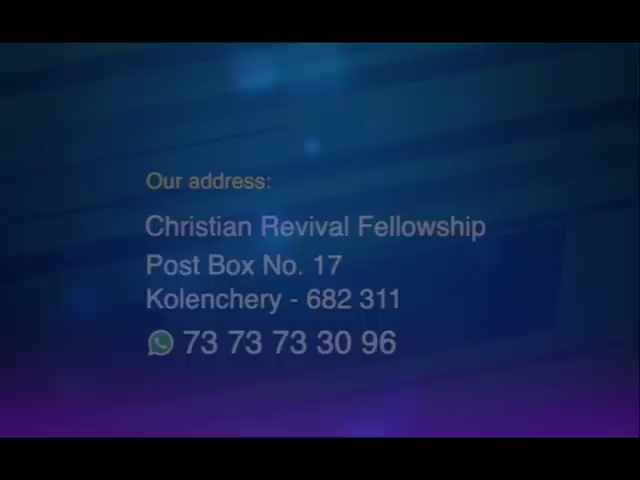 Our address:
Christian Revival Fellowship
Post Box No. 17
Kolenchery - 682 311
73 73 73 30 96